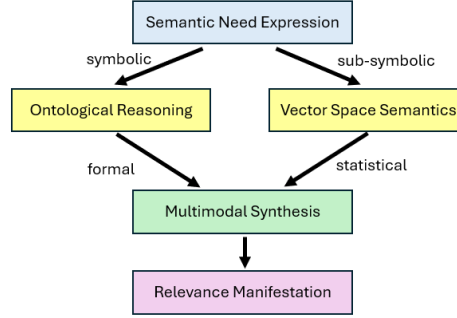 Semantic Need Expression
symbolic
sub-symbolic
Ontological Reasoning
Vector Space Semantics
formal
statistical
Multimodal Synthesis
Relevance Manifestation